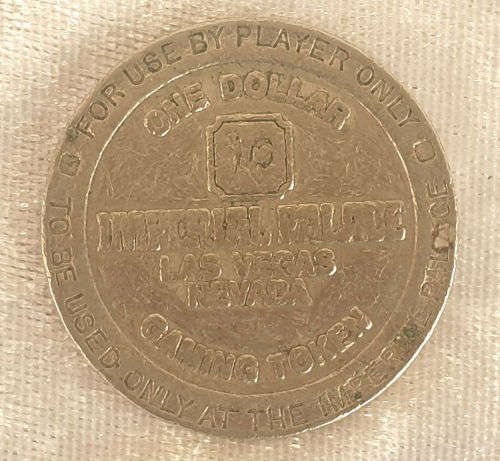 FOR USE BY PLAYER ONLY
ONE DOLLAR
IMPERIAL PALACE
LAS VEGAS
NEVADA
GAMING TOKEN
TO BE USED ONLY AT THE IMPERIAL PALACE